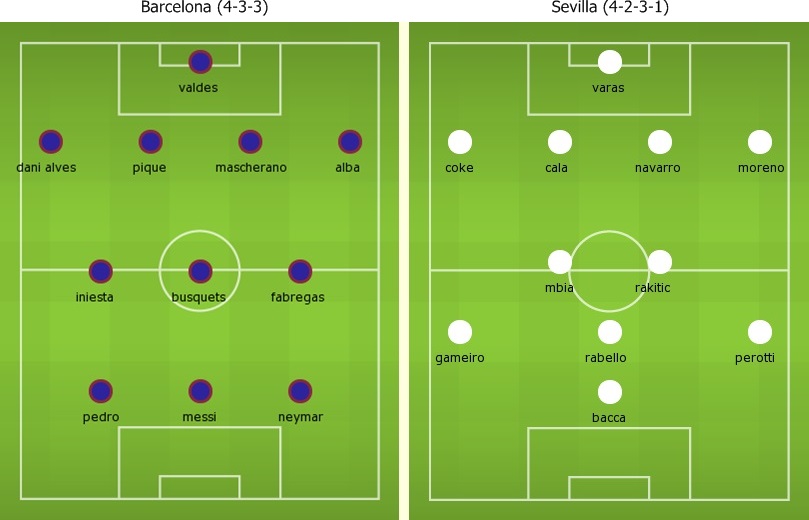 Barcelona (4-3-3)
valdes
dani alves pique mascherano alba
iniesta busquets fabregas
pedro messi neymar
Sevilla (4-2-3-1)
varas
coke cala navarro moreno
mbia rakitic
gameiro rabello perotti
bacca